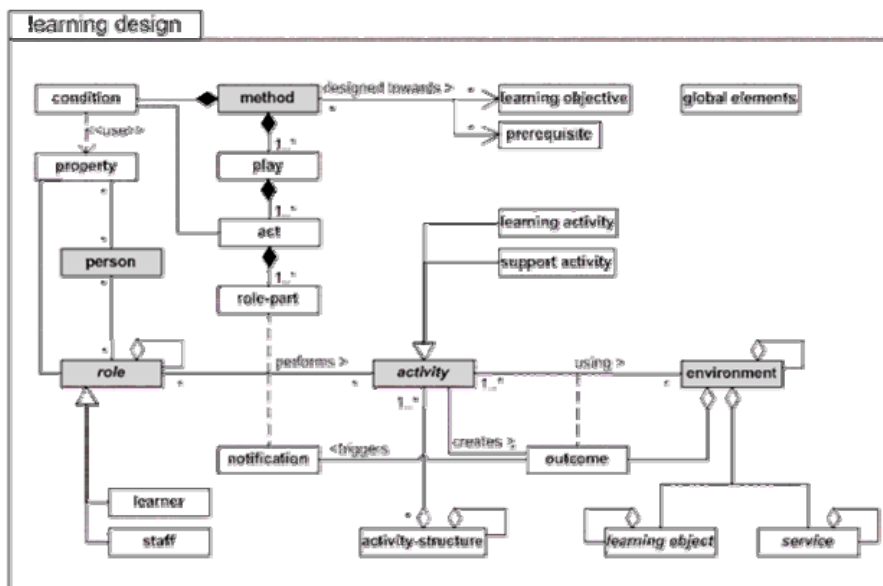 learning design
condition
method
designed towards >
*
*
learning objective
global elements
<<use>>
*
prerequisite
1..*
property
play
*
1..*
learning activity
act
*
support activity
person
1..*
*
role-part
*
role
performs >
activity
using >
environment
*
*
1..*
*
1..*
notification
<triggers
creates >
outcome
learner
*
staff
activity-structure
learning object
service